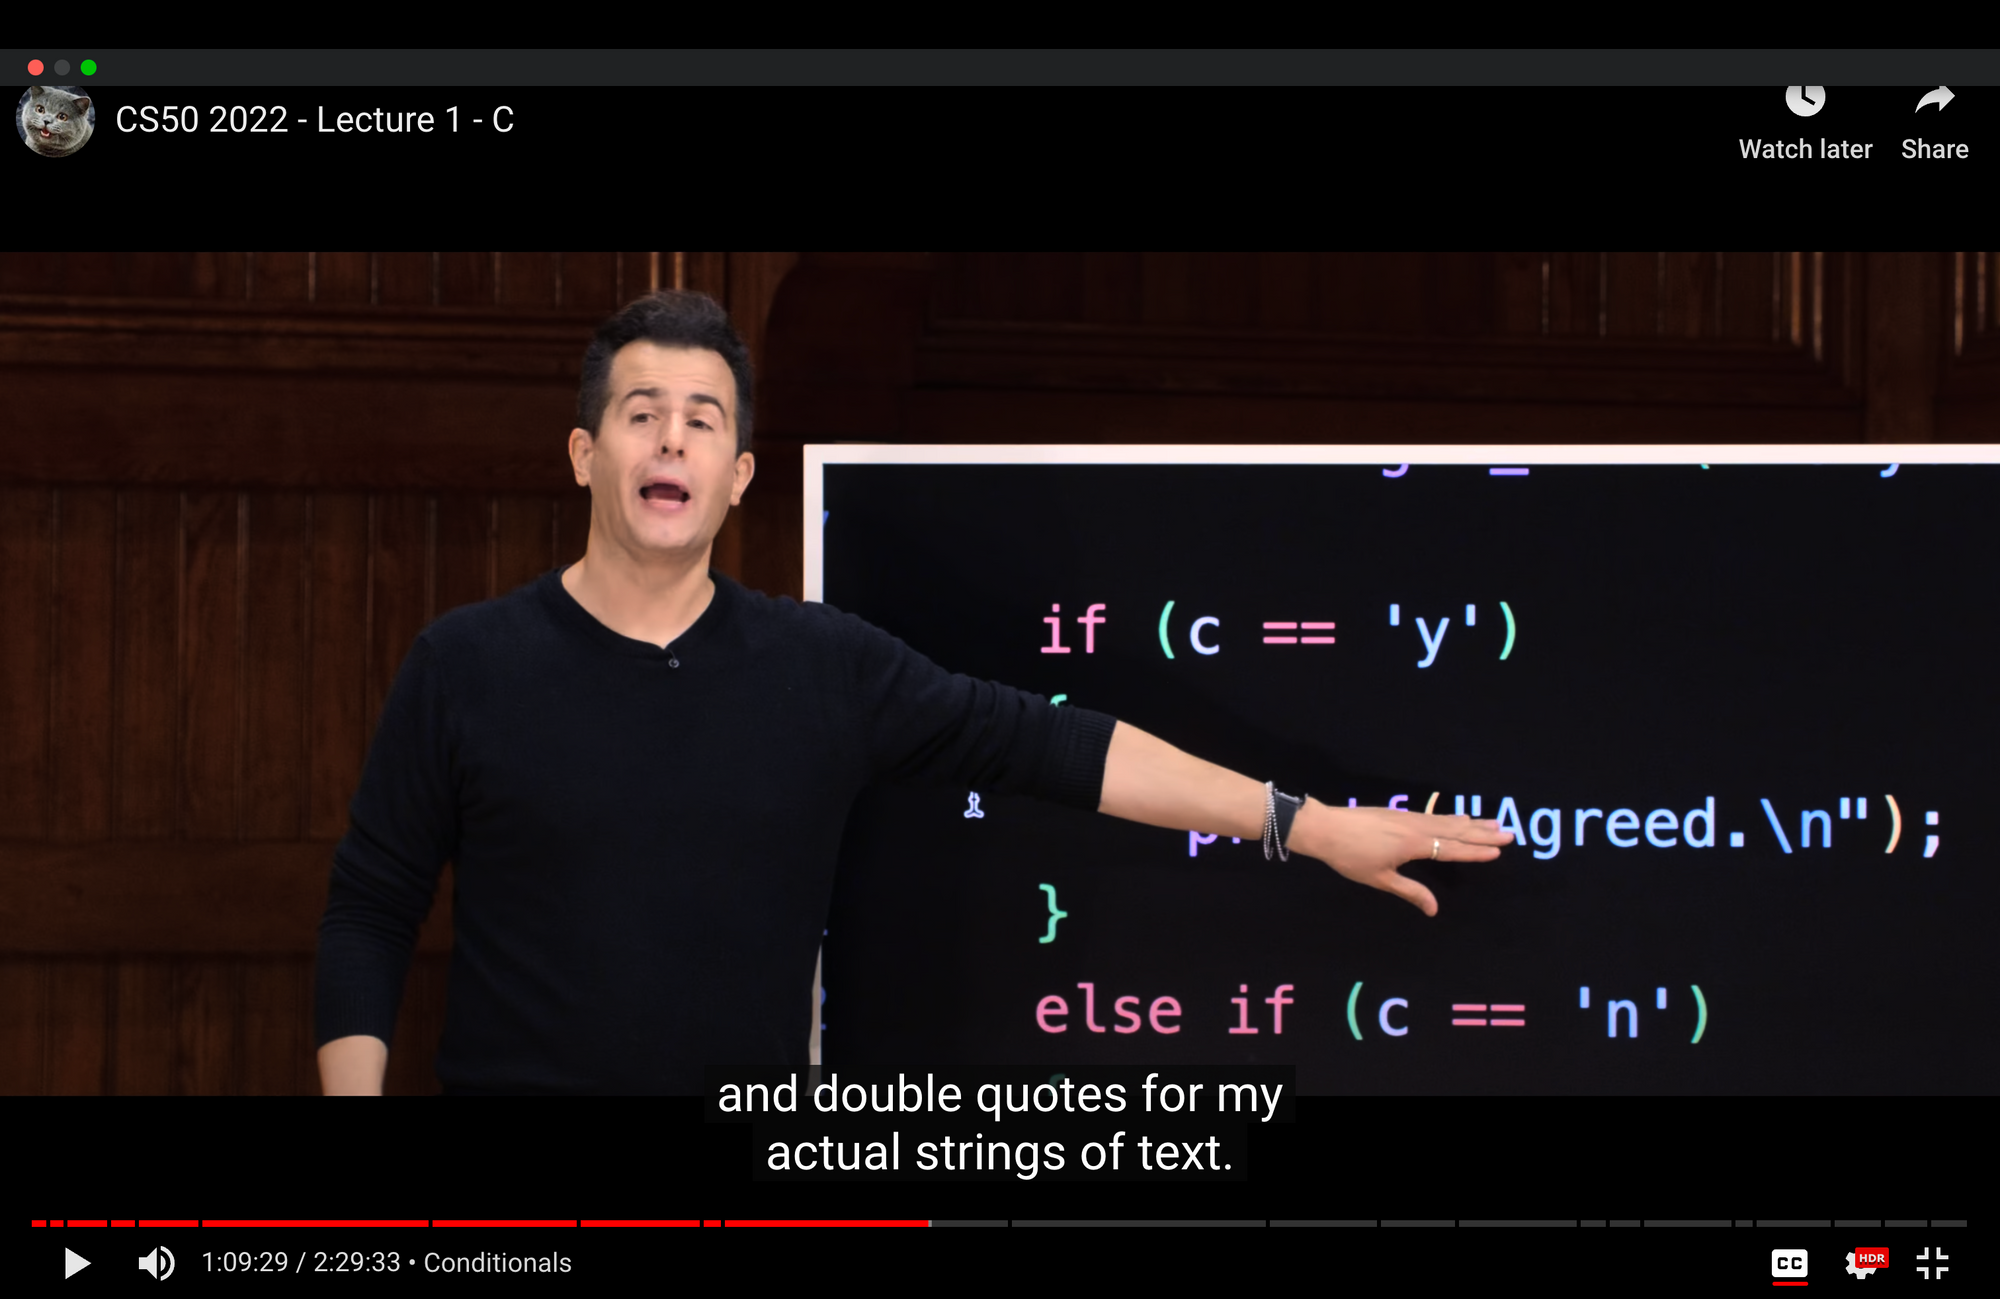 CS50 2022 - Lecture 1 - C
Watch later
Share
if (c == 'y')
{
("Agreed.\n");
}
else if (c == 'n')
and double quotes for my
actual strings of text.
1:09:29 / 2:29:33 • Conditionals
CC
HDR